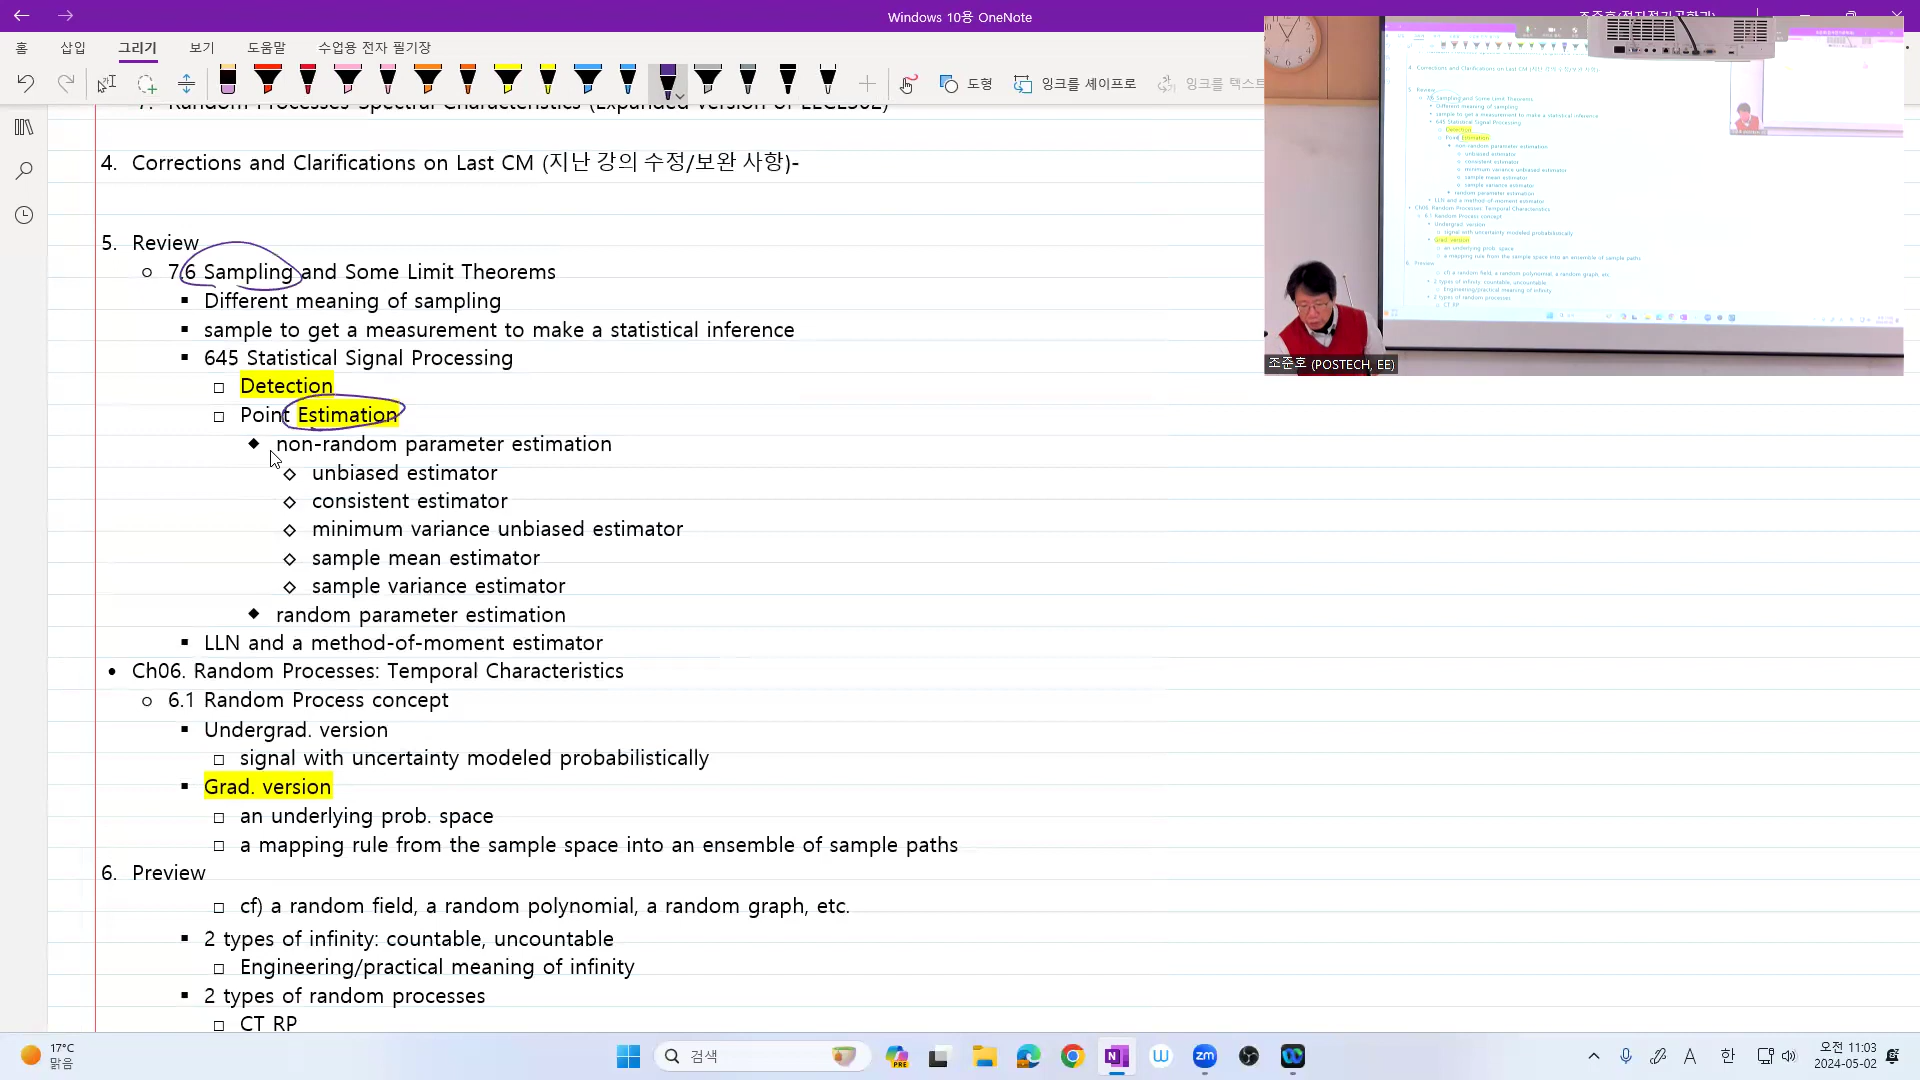 Windows 10용 OneNote
홈 삽입 그리기 보기 도움말 수업용 전자 필기장
도형 잉크를 셰이프로 잉크를 텍스트
4. Corrections and Clarifications on Last CM (지난 강의 수정/보완 사항)-
5. Review
7.6 Sampling and Some Limit Theorems
Different meaning of sampling
sample to get a measurement to make a statistical inference
645 Statistical Signal Processing
Detection
Point Estimation
non-random parameter estimation
unbiased estimator
consistent estimator
minimum variance unbiased estimator
sample mean estimator
sample variance estimator
random parameter estimation
LLN and a method-of-moment estimator
Ch06. Random Processes: Temporal Characteristics
6.1 Random Process concept
Undergrad. version
signal with uncertainty modeled probabilistically
Grad. version
an underlying prob. space
a mapping rule from the sample space into an ensemble of sample paths
6. Preview
cf) a random field, a random polynomial, a random graph, etc.
2 types of infinity: countable, uncountable
Engineering/practical meaning of infinity
2 types of random processes
CT RP
조준호 (POSTECH, EE)
17°C
맑음
검색
한
오전 11:03
2024-05-02